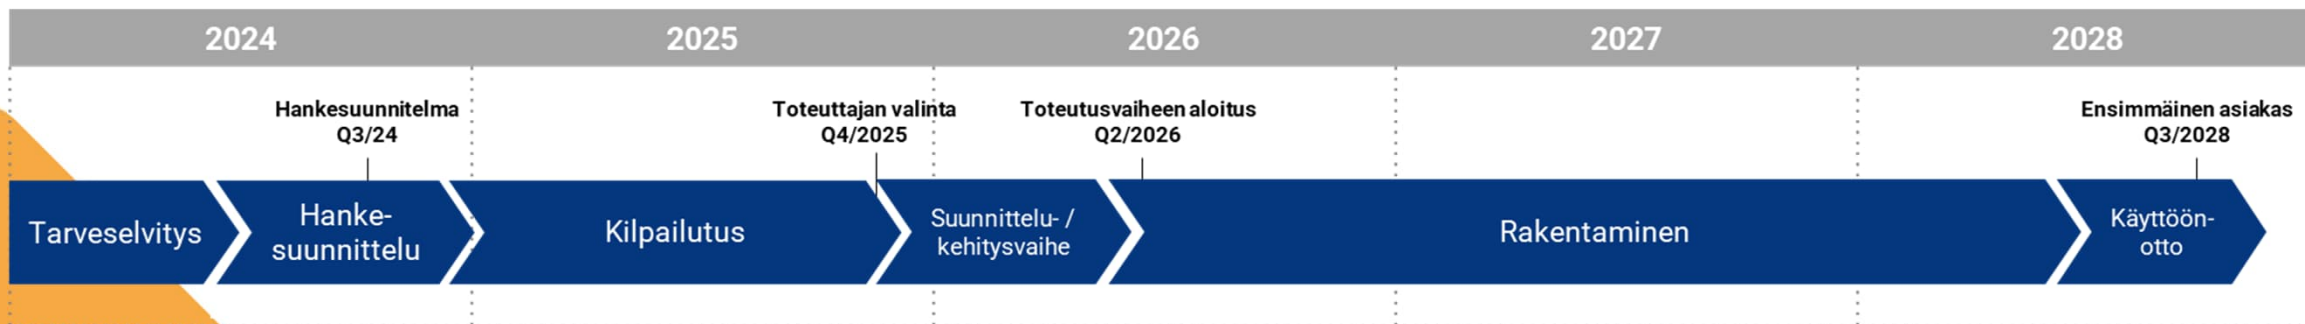 2024 2025 2026 2027 2028
Hankesuunnitelma
Q3/24
Toteuttajan valinta
Q4/2025
Toteutusvaiheen aloitus
Q2/2026
Ensimmäinen asiakas
Q3/2028
Tarveselvitys
Hanke-
suunnittelu
Kilpailutus
Suunnittelu- /
kehitysvaihe
Rakentaminen
Käyttöön-
otto